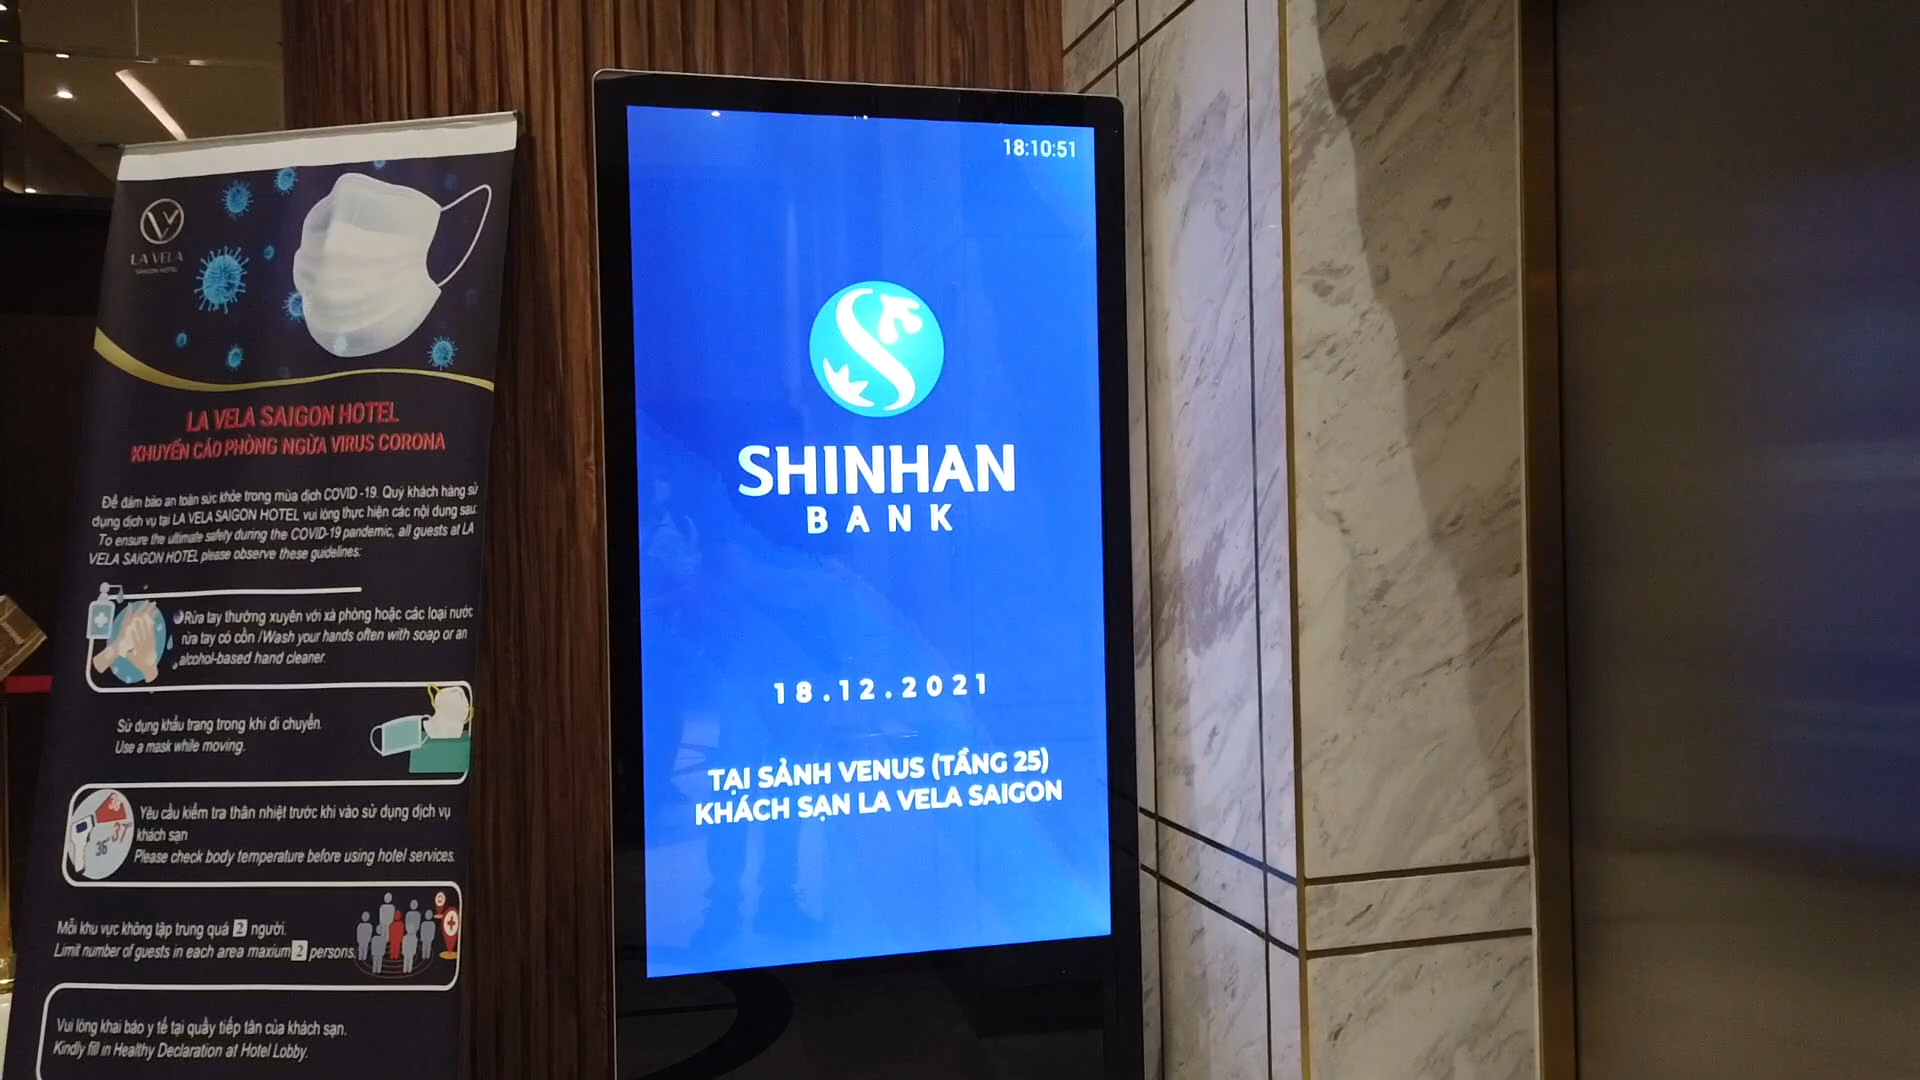 LA VELA
SAIGON HOTEL
LA VELA SAIGON HOTEL
KHUYẾN CÁO PHÒNG NGỪA VIRUS CORONA
Để đảm bảo an toàn sức khỏe trong mùa dịch COVID -19. Quý khách hàng sử
dụng dịch vụ tại LA VELA SAIGON HOTEL vui lòng thực hiện các nội dung sau:
To ensure the ultimate safety during the COVID-19 pandemic, all guests at LA
VELA SAIGON HOTEL please observe these guidelines:
Rửa tay thường xuyên với xà phòng hoặc các loại nước
rửa tay có cồn /Wash your hands often with soap or an
alcohol-based hand cleaner.
Sử dụng khẩu trang trong khi di chuyển.
Use a mask while moving.
38
37
36
Yêu cầu kiểm tra thân nhiệt trước khi vào sử dụng dịch vụ
khách sạn
Please check body temperature before using hotel services.
Mỗi khu vực không tập trung quá 2 người.
Limit number of guests in each area maxium 2 persons.
Vui lòng khai báo y tế tại quầy tiếp tân của khách sạn.
Kindly fill in Healthy Declaration at Hotel Lobby.
18:10:51
SHINHAN
BANK
18.12.2021
TẠI SẢNH VENUS (TẦNG 25)
KHÁCH SẠN LA VELA SAIGON